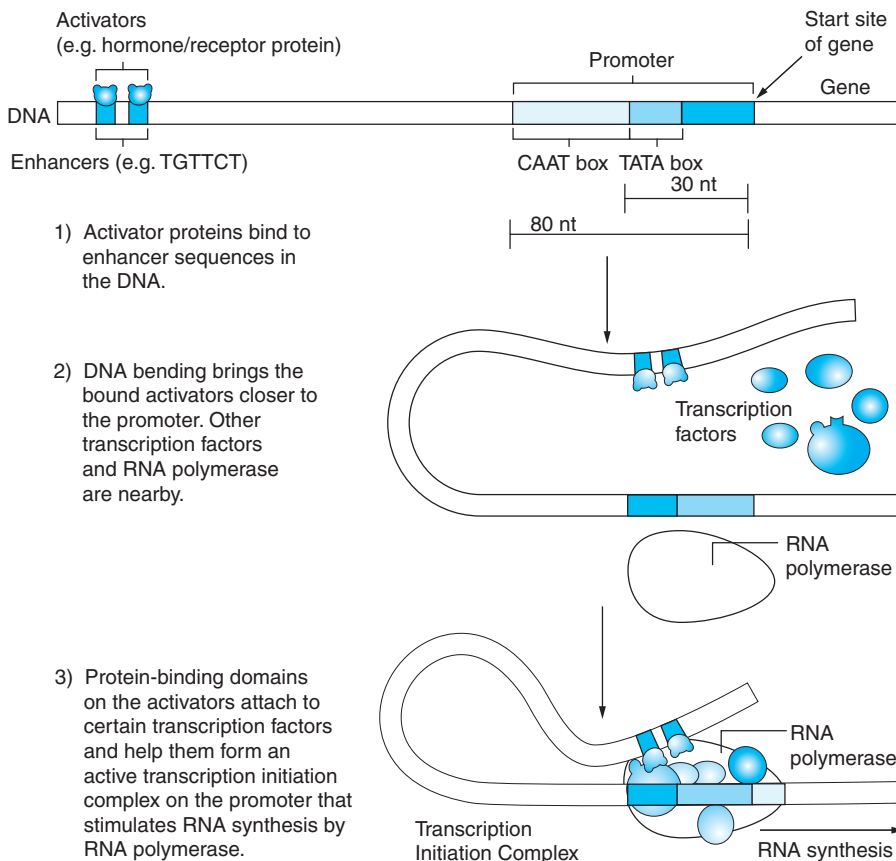 Activators
(e.g. hormone/receptor protein)
Start site
of gene
Promoter
Gene
DNA
Enhancers (e.g. TGTTCT)
CAAT box TATA box
30 nt
80 nt
1) Activator proteins bind to
enhancer sequences in
the DNA.
2) DNA bending brings the
bound activators closer to
the promoter. Other
transcription factors
and RNA polymerase
are nearby.
Transcription
factors
RNA
polymerase
3) Protein-binding domains
on the activators attach to
certain transcription factors
and help them form an
active transcription initiation
complex on the promoter that
stimulates RNA synthesis by
RNA polymerase.
RNA
polymerase
Transcription
Initiation Complex
RNA synthesis